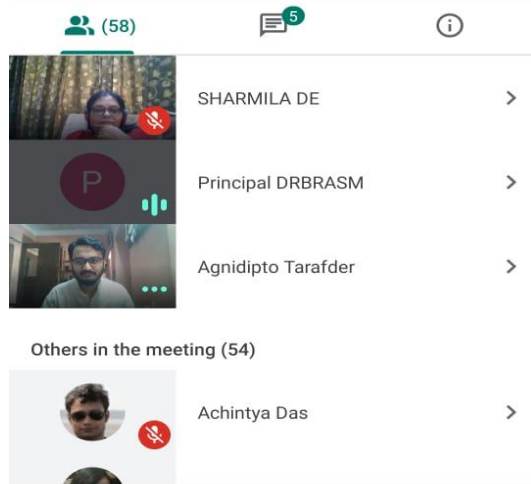 (58)
5
SHARMILA DE
P
Principal DRBRASM
Agnidipto Tarafder
Others in the meeting (54)
Achintya Das